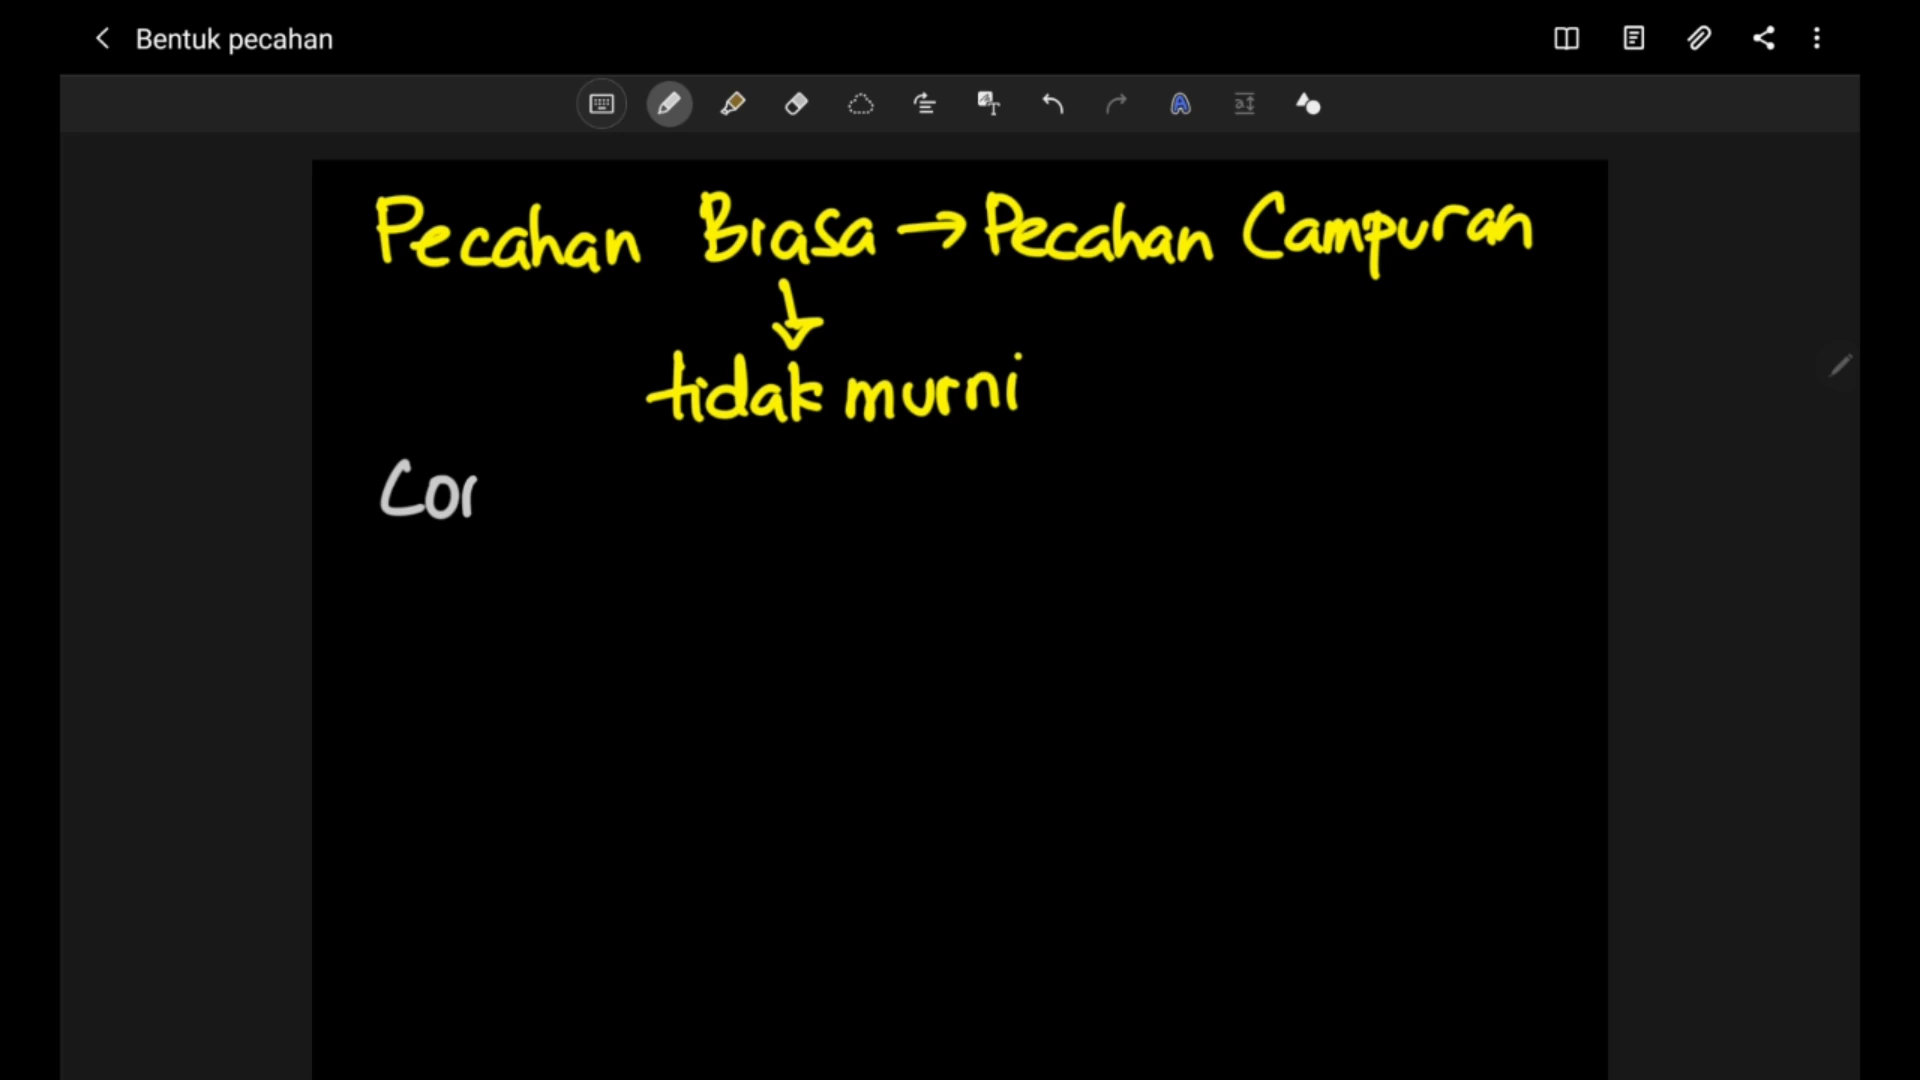 Bentuk pecahan
Pecahan Biasa → Pecahan Campuran
↓
tidak murni
Cor